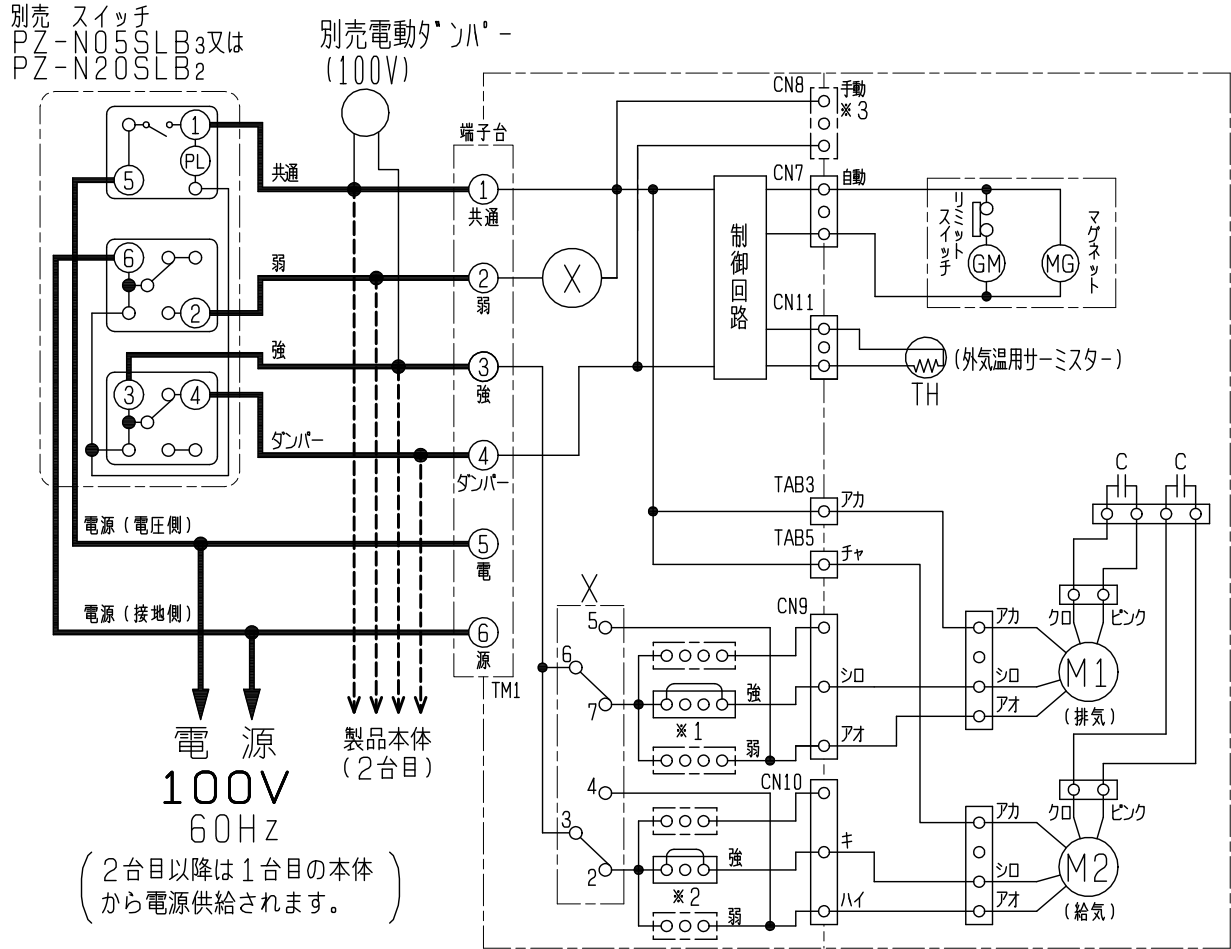 別売 スイッチ
PZ-N05SLB3又は
PZ-N20SLB2
別売電動ダンパー
(100V)
1
PL
5
6
2
3
4
共通
弱
強
ダンパー
電源(電圧側)
電源(接地側)
端子台
1
共通
2
弱
3
強
4
ダンパー
5
電
6
源
TM1
電 源
100V
60Hz
(2台目以降は1台目の本体
から電源供給されます。)
製品本体
(2台目)
X
制御回路
CN8
手動
※3
CN7
自動
CN11
リミット
スイッチ
GM
MG
マグネット
TH
(外気温用サーミスター)
TAB3
アカ
TAB5
チャ
X
5
6
7
4
3
2
強
※1
弱
強
※2
弱
CN9
シロ
アオ
CN10
キ
ハイ
C
C
クロ
ピンク
アカ
シロ
アオ
M1
(排気)
クロ
ピンク
アカ
シロ
アオ
M2
(給気)